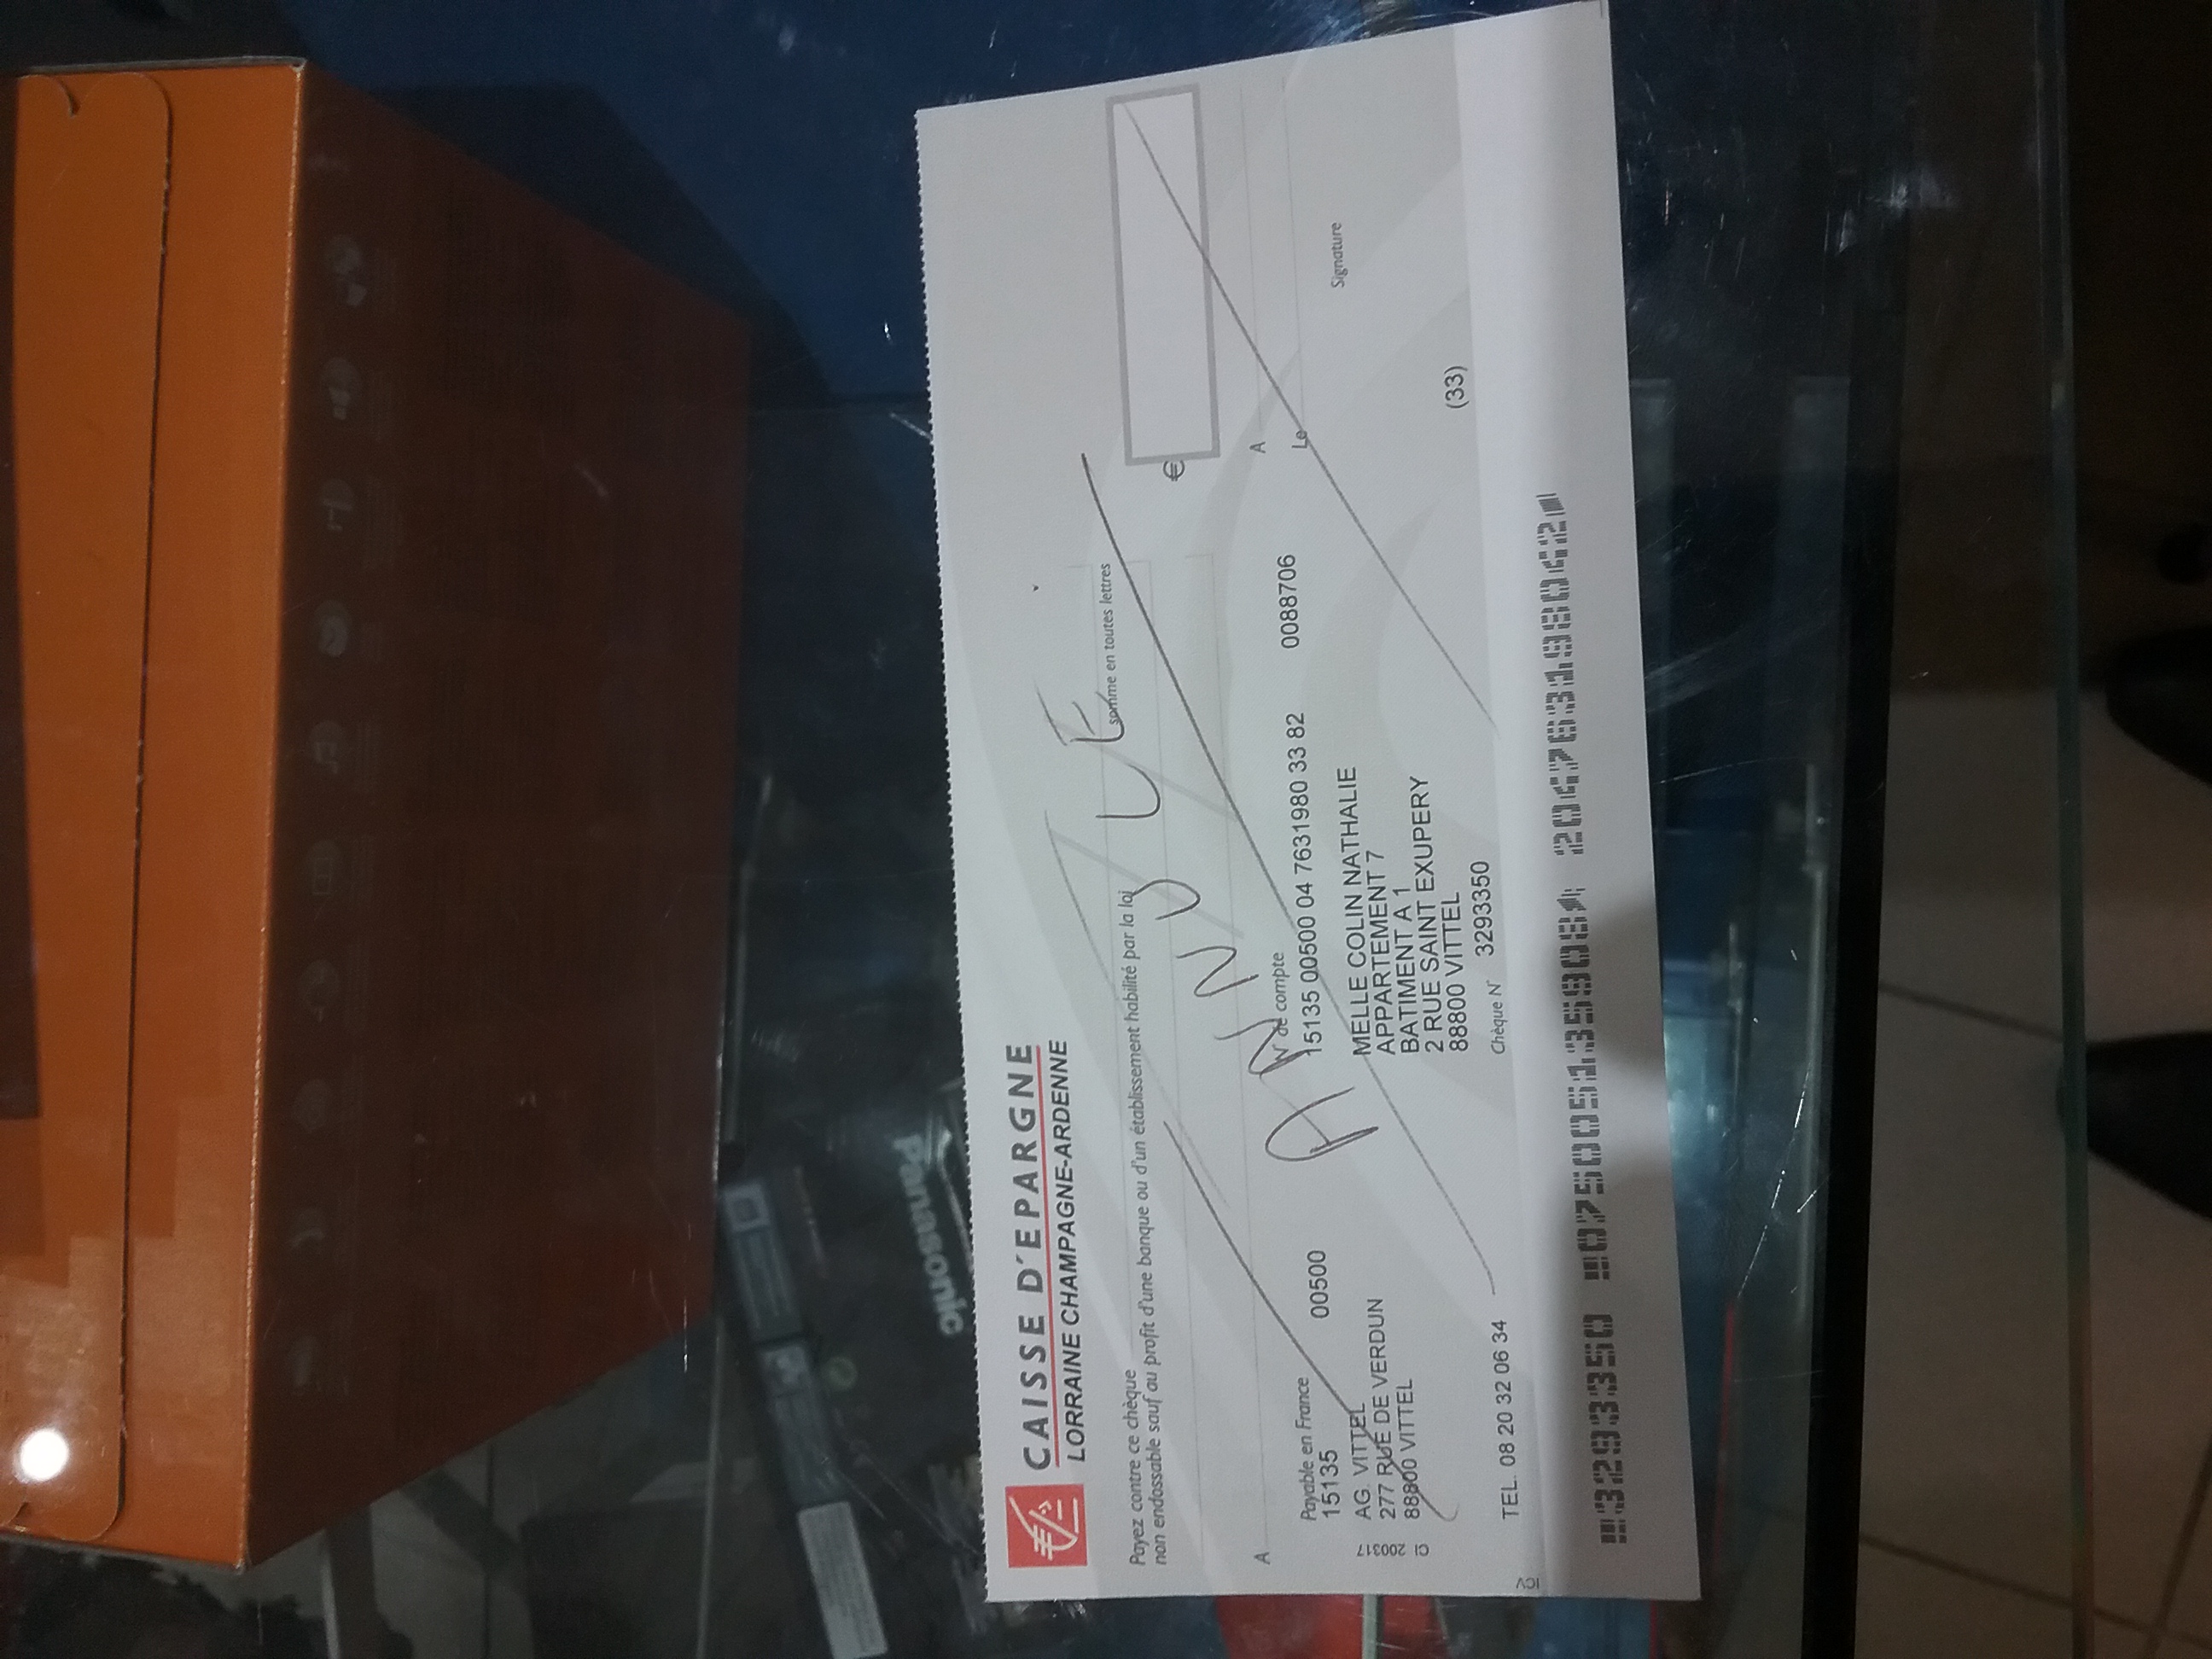 CAISSE D'EPARGNE
LORRAINE CHAMPAGNE-ARDENNE
Payez contre ce chèque
non endossable sauf au profit d'une banque ou d'un établissement habilité par la loi
somme en toutes lettres
ANNULE
€
A
A
Le
Payable en France
15135 00500
N° de compte
15135 00500 04 7631980 33 82 0088706
Signature
AG. VITTEL
277 RUE DE VERDUN
88800 VITTEL
MELLE COLIN NATHALIE
APPARTEMENT 7
BATIMENT A 1
2 RUE SAINT EXUPERY
88800 VITTEL
TEL. 08 20 32 06 34
Chèque N° 3293350
(33)
CI 200317
ICV
3293350 075005135908 204763198042
Panasonic